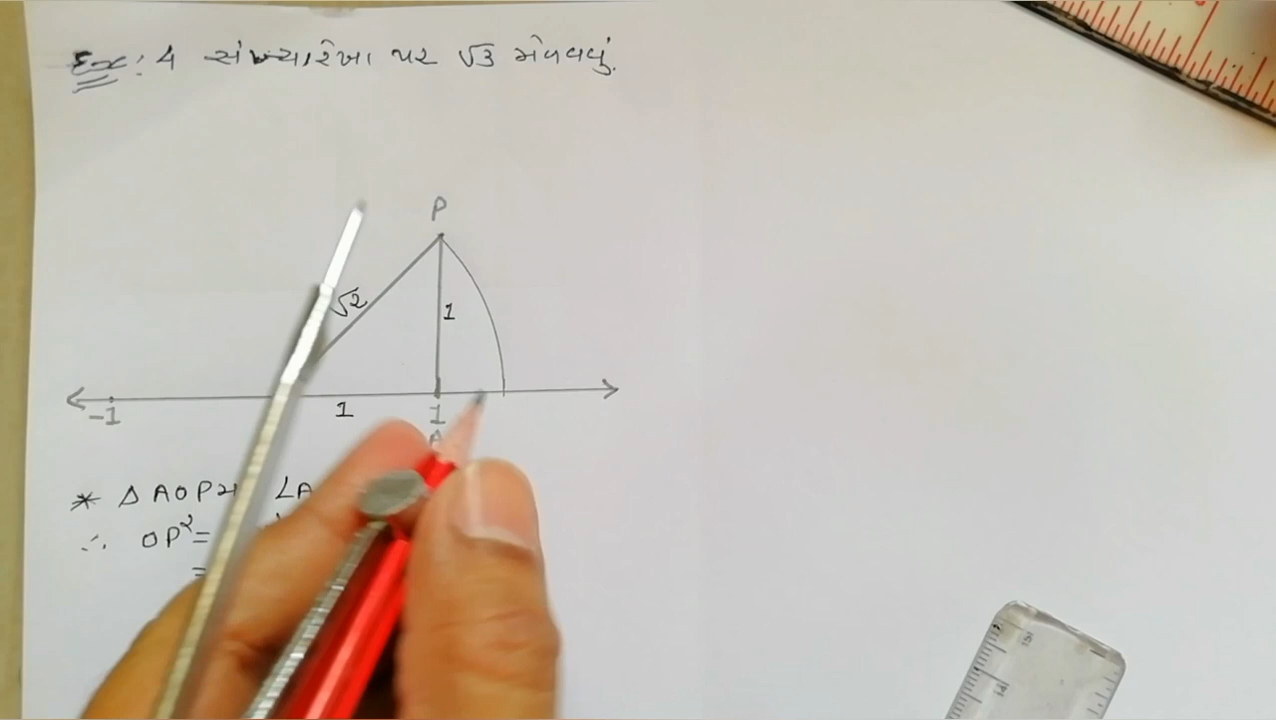 Ex: 4 સંખ્યારેખા પર √3 મેળવવું.
P
√2
1
-1 1 1
A
* △ AOPમાં ∠A
∴ OP² =
=